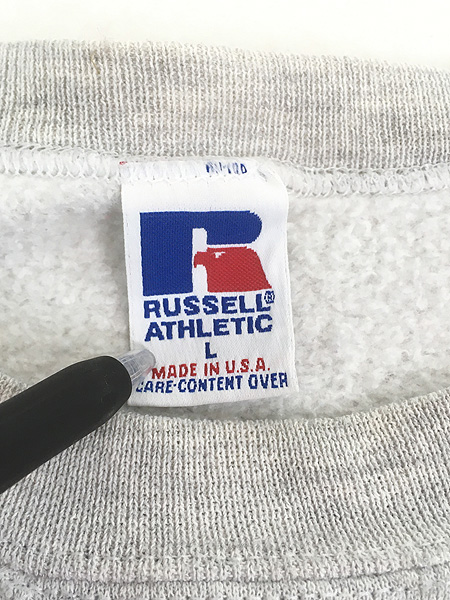 RUSSELL®
ATHLETIC
L
MADE IN U.S.A.
CARE-CONTENT OVER